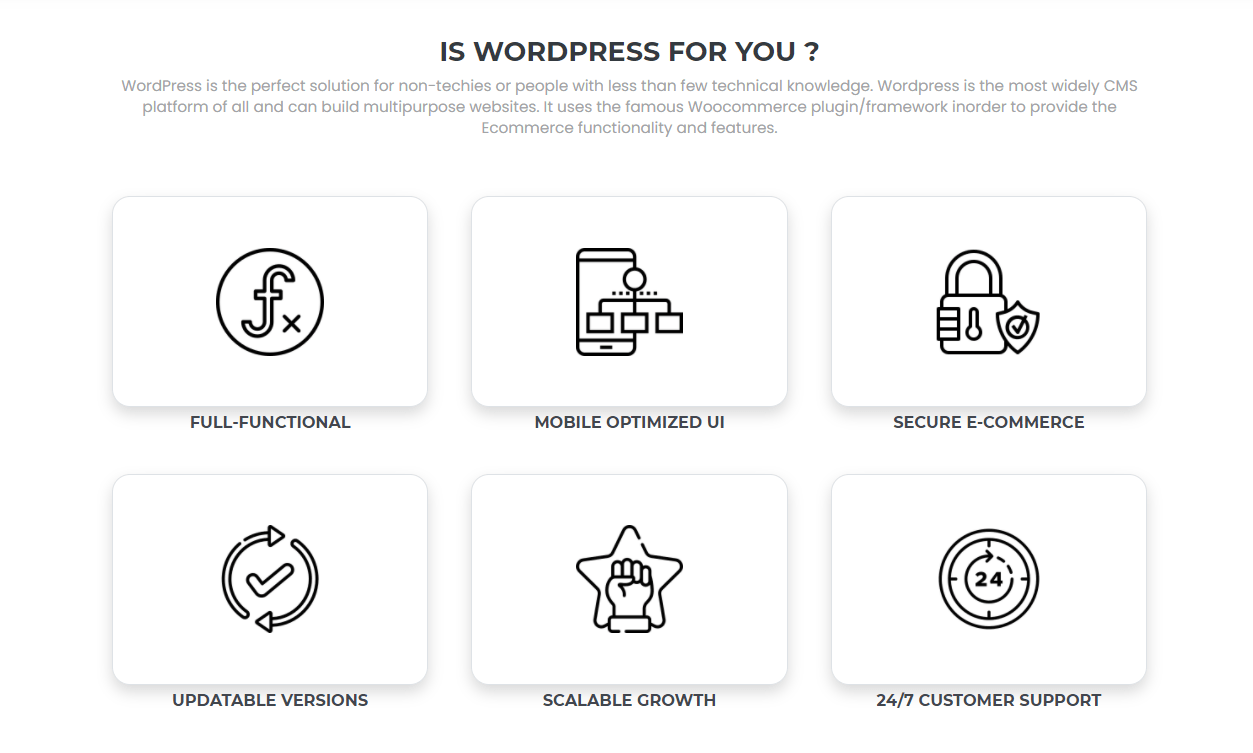 IS WORDPRESS FOR YOU ?
WordPress is the perfect solution for non-techies or people with less than few technical knowledge. Wordpress is the most widely CMS
platform of all and can build multipurpose websites. It uses the famous Woocommerce plugin/framework inorder to provide the
Ecommerce functionality and features.
fx
FULL-FUNCTIONAL
MOBILE OPTIMIZED UI
SECURE E-COMMERCE
24
UPDATABLE VERSIONS
SCALABLE GROWTH
24/7 CUSTOMER SUPPORT